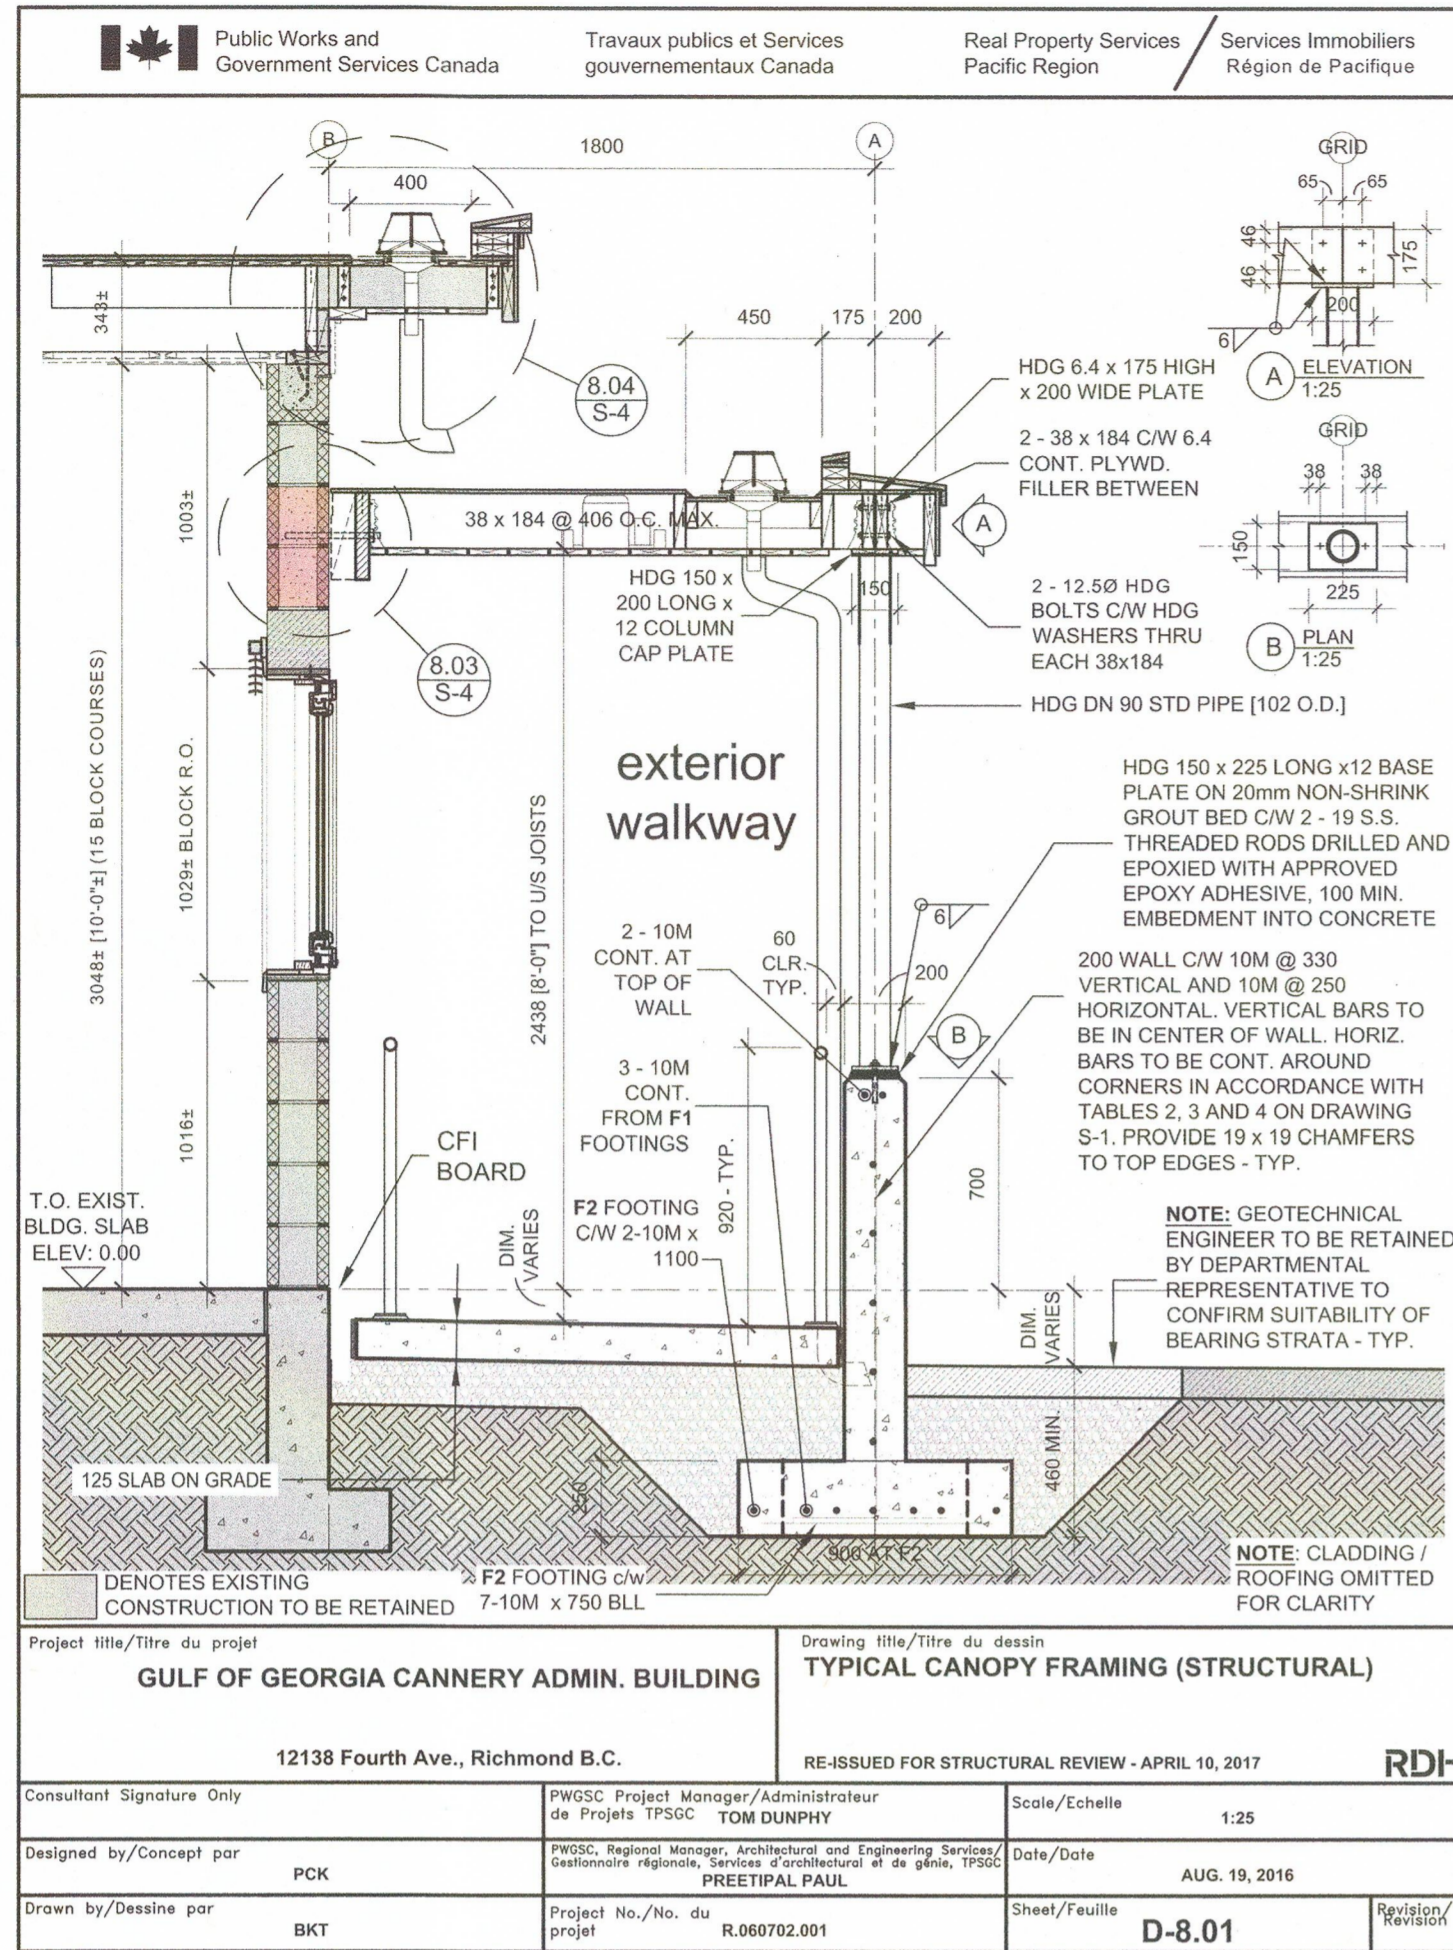 Public Works and
Government Services Canada
Travaux publics et Services
gouvernementaux Canada
Real Property Services
Pacific Region
Services Immobiliers
Région de Pacifique
B
1800
A
400
343±
450
175
200
8.04
S-4
HDG 6.4 x 175 HIGH
x 200 WIDE PLATE
2 - 38 x 184 C/W 6.4
CONT. PLYWD.
FILLER BETWEEN
A
38 x 184 @ 406 O.C. MAX.
1003±
HDG 150 x
200 LONG x
12 COLUMN
CAP PLATE
150
2 - 12.5Ø HDG
BOLTS C/W HDG
WASHERS THRU
EACH 38x184
8.03
S-4
HDG DN 90 STD PIPE [102 O.D.]
GRID
65
65
46
46
175
200
6
A
ELEVATION
1:25
GRID
38
38
150
225
B
PLAN
1:25
3048± [10'-0"±] (15 BLOCK COURSES)
1029± BLOCK R.O.
1016±
2438 [8'-0"] TO U/S JOISTS
exterior
walkway
HDG 150 x 225 LONG x12 BASE
PLATE ON 20mm NON-SHRINK
GROUT BED C/W 2 - 19 S.S.
THREADED RODS DRILLED AND
EPOXIED WITH APPROVED
EPOXY ADHESIVE, 100 MIN.
EMBEDMENT INTO CONCRETE
6
2 - 10M
CONT. AT
TOP OF
WALL
60
CLR.
TYP.
200
B
200 WALL C/W 10M @ 330
VERTICAL AND 10M @ 250
HORIZONTAL. VERTICAL BARS TO
BE IN CENTER OF WALL. HORIZ.
BARS TO BE CONT. AROUND
CORNERS IN ACCORDANCE WITH
TABLES 2, 3 AND 4 ON DRAWING
S-1. PROVIDE 19 x 19 CHAMFERS
TO TOP EDGES - TYP.
3 - 10M
CONT.
FROM F1
FOOTINGS
920 - TYP.
700
CFI
BOARD
F2 FOOTING
C/W 2-10M x
1100
DIM.
VARIES
T.O. EXIST.
BLDG. SLAB
ELEV: 0.00
NOTE: GEOTECHNICAL
ENGINEER TO BE RETAINED
BY DEPARTMENTAL
REPRESENTATIVE TO
CONFIRM SUITABILITY OF
BEARING STRATA - TYP.
DIM.
VARIES
460 MIN.
125 SLAB ON GRADE
250
900 AT F2
F2 FOOTING c/w
7-10M x 750 BLL
DENOTES EXISTING
CONSTRUCTION TO BE RETAINED
NOTE: CLADDING /
ROOFING OMITTED
FOR CLARITY
Project title/Titre du projet
GULF OF GEORGIA CANNERY ADMIN. BUILDING
12138 Fourth Ave., Richmond B.C.
Drawing title/Titre du dessin
TYPICAL CANOPY FRAMING (STRUCTURAL)
RE-ISSUED FOR STRUCTURAL REVIEW - APRIL 10, 2017
RDH
Consultant Signature Only
PWGSC Project Manager/Administrateur
de Projets TPSGC TOM DUNPHY
Scale/Echelle
1:25
Designed by/Concept par
PCK
PWGSC, Regional Manager, Architectural and Engineering Services/
Gestionnaire régionale, Services d'architectural et de génie, TPSGC
PREETIPAL PAUL
Date/Date
AUG. 19, 2016
Drawn by/Dessine par
BKT
Project No./No. du
projet R.060702.001
Sheet/Feuille
D-8.01
Revision/
Revision